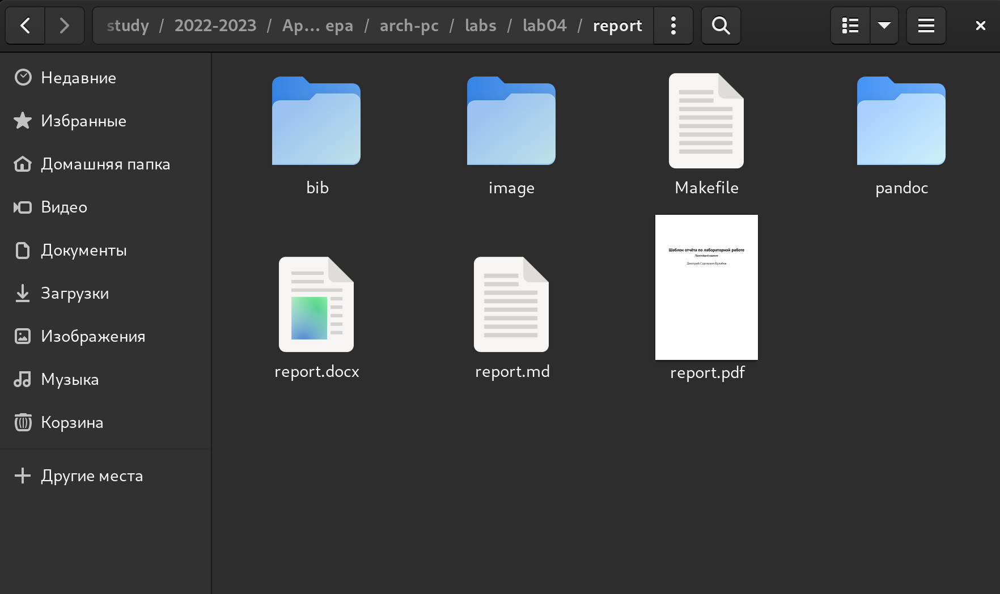 study / 2022-2023 / Ap... epa / arch-pc / labs / lab04 / report
Недавние
Избранные
Домашняя папка
Видео
Документы
Загрузки
Изображения
Музыка
Корзина
Другие места
bib
image
Makefile
pandoc
Шаблон отчёта по лабораторной работе
Простейший вариант
Дмитрий Сергеевич Кулябов
report.docx
report.md
report.pdf